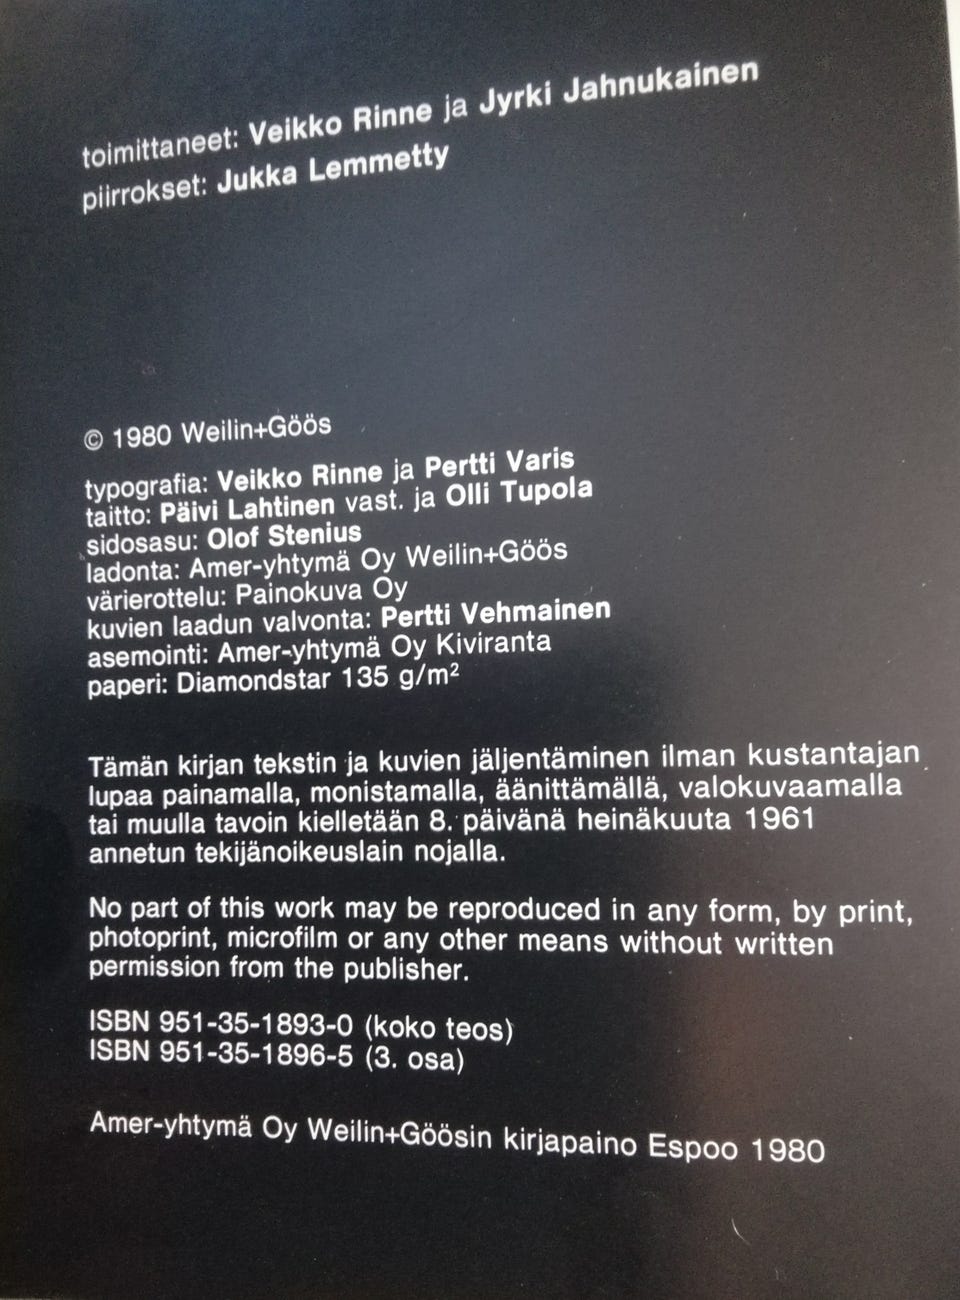 toimittaneet: Veikko Rinne ja Jyrki Jahnukainen
piirrokset: Jukka Lemmetty
© 1980 Weilin+Göös
typografia: Veikko Rinne ja Pertti Varis
taitto: Päivi Lahtinen vast. ja Olli Tupola
sidosasu: Olof Stenius
ladonta: Amer-yhtymä Oy Weilin+Göös
värierottelu: Painokuva Oy
kuvien laadun valvonta: Pertti Vehmainen
asemointi: Amer-yhtymä Oy Kiviranta
paperi: Diamondstar 135 g/m²
Tämän kirjan tekstin ja kuvien jäljentäminen ilman kustantajan
lupaa painamalla, monistamalla, äänittämällä, valokuvaamalla
tai muulla tavoin kielletään 8. päivänä heinäkuuta 1961
annetun tekijänoikeuslain nojalla.
No part of this work may be reproduced in any form, by print,
photoprint, microfilm or any other means without written
permission from the publisher.
ISBN 951-35-1893-0 (koko teos)
ISBN 951-35-1896-5 (3. osa)
Amer-yhtymä Oy Weilin+Göösin kirjapaino Espoo 1980